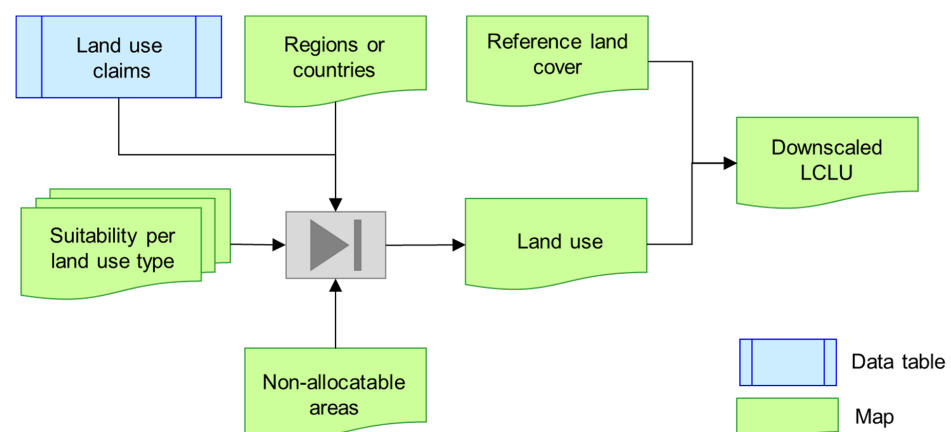 Land use
claims
Regions or
countries
Reference land
cover
Downscaled
LCLU
Suitability per
land use type
Land use
Non-allocatable
areas
Data table
Map